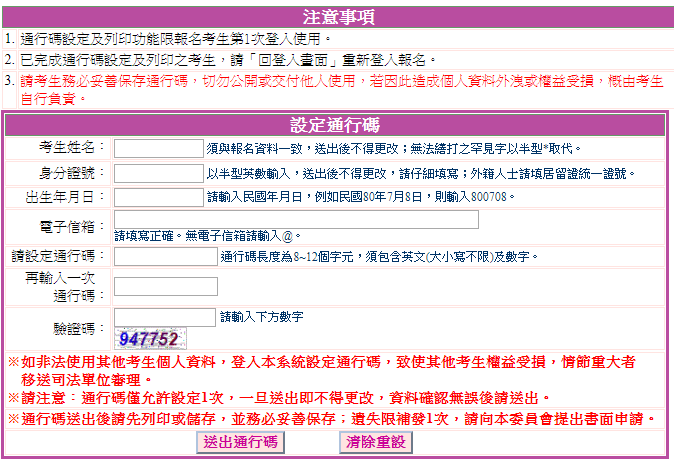 注意事項
1. 通行碼設定及列印功能限報名考生第1次登入使用。
2. 已完成通行碼設定及列印之考生，請「回登入畫面」重新登入報名。
3. 請考生務必妥善保存通行碼，切勿公開或交付他人使用，若因此造成個人資料外洩或權益受損，概由考生
自行負責。
設定通行碼
考生姓名： 須與報名資料一致，送出後不得更改；無法繕打之罕見字以半型*取代。
身分證號： 以半型英數輸入，送出後不得更改，請仔細填寫；外籍人士請填居留證統一證號。
出生年月日： 請輸入民國年月日，例如民國80年7月8日，則輸入800708。
電子信箱：
請填寫正確。無電子信箱請輸入@。
請設定通行碼： 通行碼長度為8~12個字元，須包含英文(大小寫不限)及數字。
再輸入一次
通行碼：
驗證碼： 請輸入下方數字
947752
※如非法使用其他考生個人資料，登入本系統設定通行碼，致使其他考生權益受損，情節重大者
移送司法單位審理。
※請注意：通行碼僅允許設定1次，一旦送出即不得更改，資料確認無誤後請送出。
※通行碼送出後請先列印或儲存，並務必妥善保存；遺失限補發1次，請向本委員會提出書面申請。
送出通行碼 清除重設